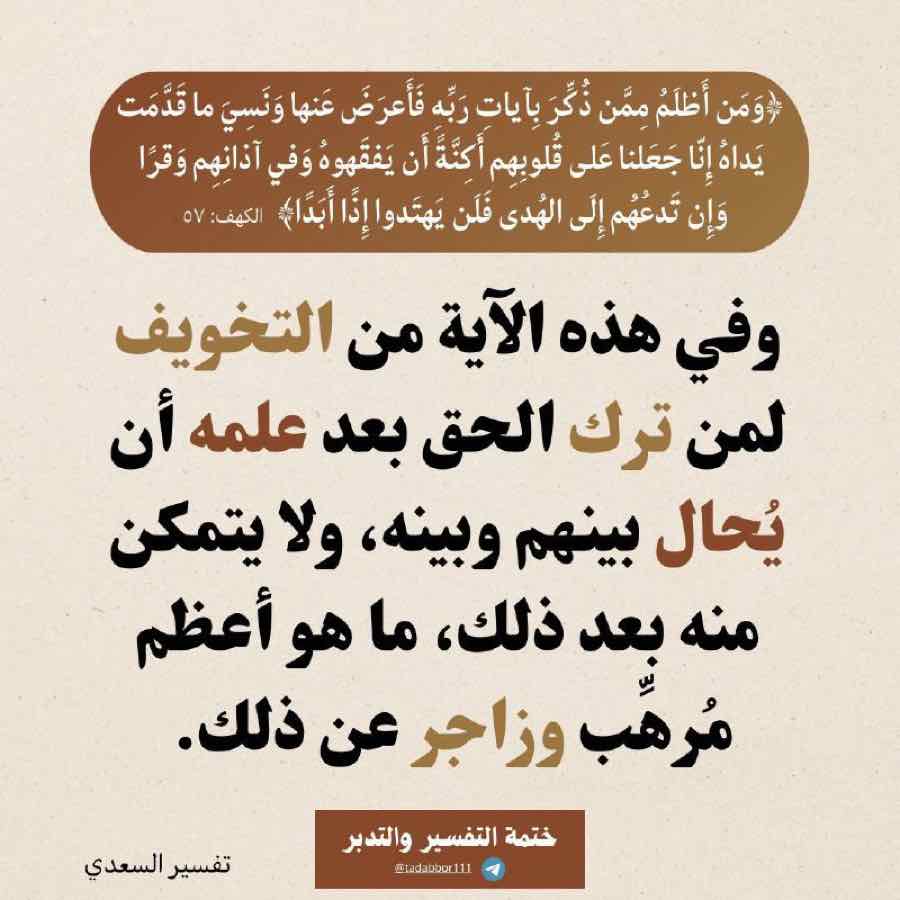 ﴿وَمَن أَظلَمُ مِمَّن ذُكِّرَ بِآياتِ رَبِّهِ فَأَعرَضَ عَنها وَنَسِيَ ما قَدَّمَت
يَداهُ إِنّا جَعَلنا عَلى قُلوبِهِم أَكِنَّةً أَن يَفقَهوهُ وَفي آذانِهِم وَقرًا
وَإِن تَدعُهُم إِلَى الهُدى فَلَن يَهتَدوا إِذًا أَبَدًا﴾ الكهف: ٥٧
وفي هذه الآية من التخويف
لمن ترك الحق بعد علمه أن
يُحال بينهم وبينه، ولا يتمكن
منه بعد ذلك، ما هو أعظم
مُرهِّب وزاجر عن ذلك.
ختمة التفسير والتدبر
@tadabbor111
تفسير السعدي